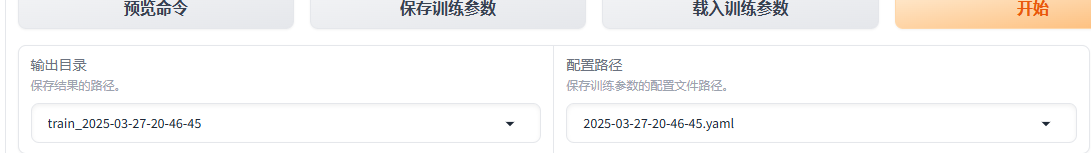 预览命令
保存训练参数
载入训练参数
开始
输出目录
保存结果的路径。
train_2025-03-27-20-46-45
配置路径
保存训练参数的配置文件路径。
2025-03-27-20-46-45.yaml